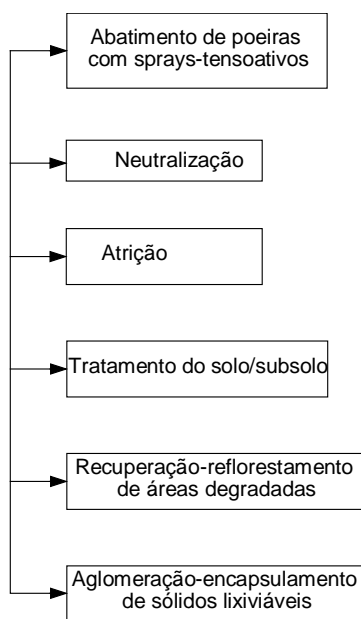 Abatimento de poeiras
com sprays-tensoativos
Neutralização
Atrição
Tratamento do solo/subsolo
Recuperação-reflorestamento
de áreas degradadas
Aglomeração-encapsulamento
de sólidos lixiviáveis